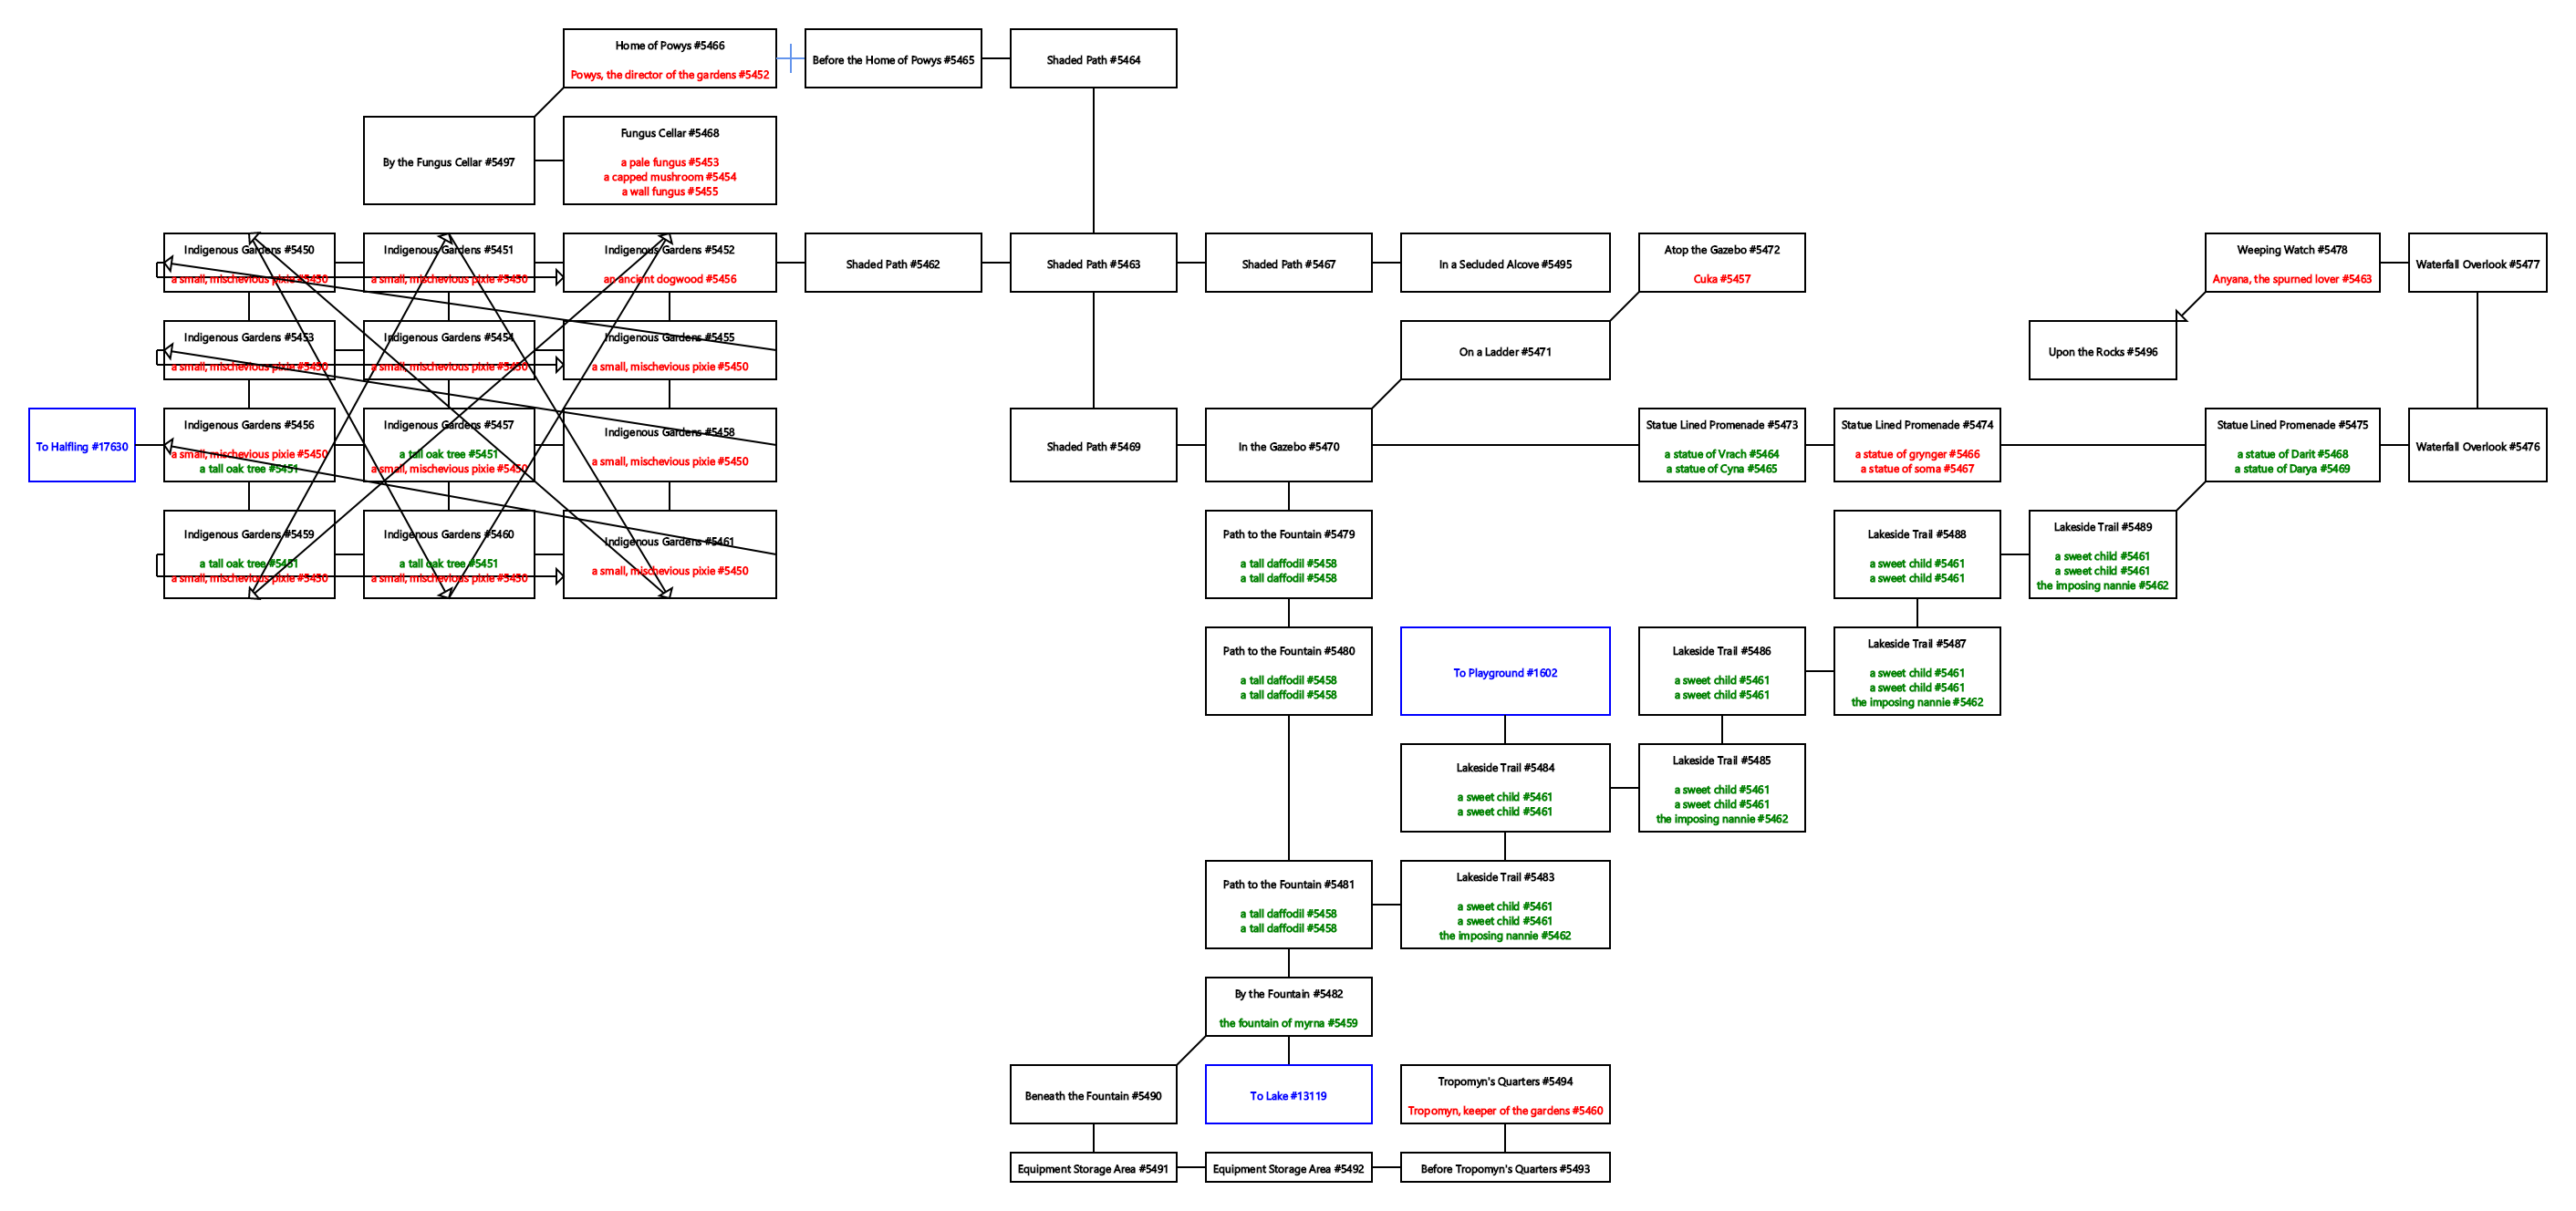 Home of Powys #5466
Powys, the director of the gardens #5452
Before the Home of Powys #5465
Shaded Path #5464
By the Fungus Cellar #5497
Fungus Cellar #5468
a pale fungus #5453
a capped mushroom #5454
a wall fungus #5455
Indigenous Gardens #5450
a small, mischevious pixie #5450
Indigenous Gardens #5451
a small, mischevious pixie #5450
Indigenous Gardens #5452
an ancient dogwood #5456
Shaded Path #5462
Shaded Path #5463
Shaded Path #5467
In a Secluded Alcove #5495
Atop the Gazebo #5472
Cuka #5457
Weeping Watch #5478
Anyana, the spurned lover #5463
Waterfall Overlook #5477
Indigenous Gardens #5453
a small, mischevious pixie #5450
Indigenous Gardens #5454
a small, mischevious pixie #5450
Indigenous Gardens #5455
a small, mischevious pixie #5450
On a Ladder #5471
Upon the Rocks #5496
To Halfling #17630
Indigenous Gardens #5456
a small, mischevious pixie #5450
a tall oak tree #5451
Indigenous Gardens #5457
a tall oak tree #5451
a small, mischevious pixie #5450
Indigenous Gardens #5458
a small, mischevious pixie #5450
Shaded Path #5469
In the Gazebo #5470
Statue Lined Promenade #5473
a statue of Vrach #5464
a statue of Cyna #5465
Statue Lined Promenade #5474
a statue of grynger #5466
a statue of soma #5467
Statue Lined Promenade #5475
a statue of Darit #5468
a statue of Darya #5469
Waterfall Overlook #5476
Indigenous Gardens #5459
a tall oak tree #5451
a small, mischevious pixie #5450
Indigenous Gardens #5460
a tall oak tree #5451
a small, mischevious pixie #5450
Indigenous Gardens #5461
a small, mischevious pixie #5450
Path to the Fountain #5479
a tall daffodil #5458
a tall daffodil #5458
Lakeside Trail #5488
a sweet child #5461
a sweet child #5461
Lakeside Trail #5489
a sweet child #5461
a sweet child #5461
the imposing nannie #5462
Path to the Fountain #5480
a tall daffodil #5458
a tall daffodil #5458
To Playground #1602
Lakeside Trail #5486
a sweet child #5461
a sweet child #5461
Lakeside Trail #5487
a sweet child #5461
a sweet child #5461
the imposing nannie #5462
Lakeside Trail #5484
a sweet child #5461
a sweet child #5461
Lakeside Trail #5485
a sweet child #5461
a sweet child #5461
the imposing nannie #5462
Path to the Fountain #5481
a tall daffodil #5458
a tall daffodil #5458
Lakeside Trail #5483
a sweet child #5461
a sweet child #5461
the imposing nannie #5462
By the Fountain #5482
the fountain of myrna #5459
Beneath the Fountain #5490
To Lake #13119
Tropomyn's Quarters #5494
Tropomyn, keeper of the gardens #5460
Equipment Storage Area #5491
Equipment Storage Area #5492
Before Tropomyn's Quarters #5493